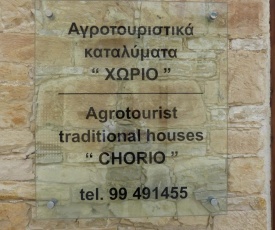 Αγροτουριστικά
καταλύματα
“ ΧΩΡΙΟ ”
Agrotourist
traditional houses
“ CHORIO ”
tel. 99 491455